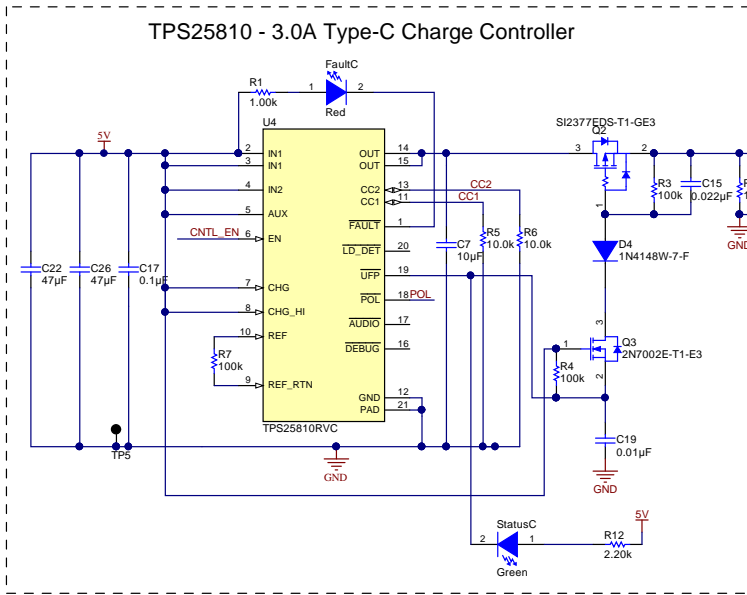 TPS25810 - 3.0A Type-C Charge Controller
FaultC
R1
1.00k
1
2
Red
SI2377EDS-T1-GE3
Q2
U4
5V
2
IN1
3
IN1
4
IN2
5
AUX
CNTL_EN
6
EN
7
CHG
8
CHG_HI
10
REF
9
REF_RTN
R7
100k
OUT
14
OUT
15
CC2
13
CC2
CC1
11
CC1
FAULT
1
LD_DET
20
UFP
19
POL
18
POL
AUDIO
17
DEBUG
16
GND
12
PAD
21
TPS25810RVC
C22
47µF
C26
47µF
C17
0.1µF
TP5
GND
C7
10µF
R5
10.0k
R6
10.0k
3
2
1
R3
100k
C15
0.022µF
GND
D4
1N4148W-7-F
3
1
Q3
2N7002E-T1-E3
2
R4
100k
C19
0.01µF
GND
StatusC
2
1
Green
R12
2.20k
5V